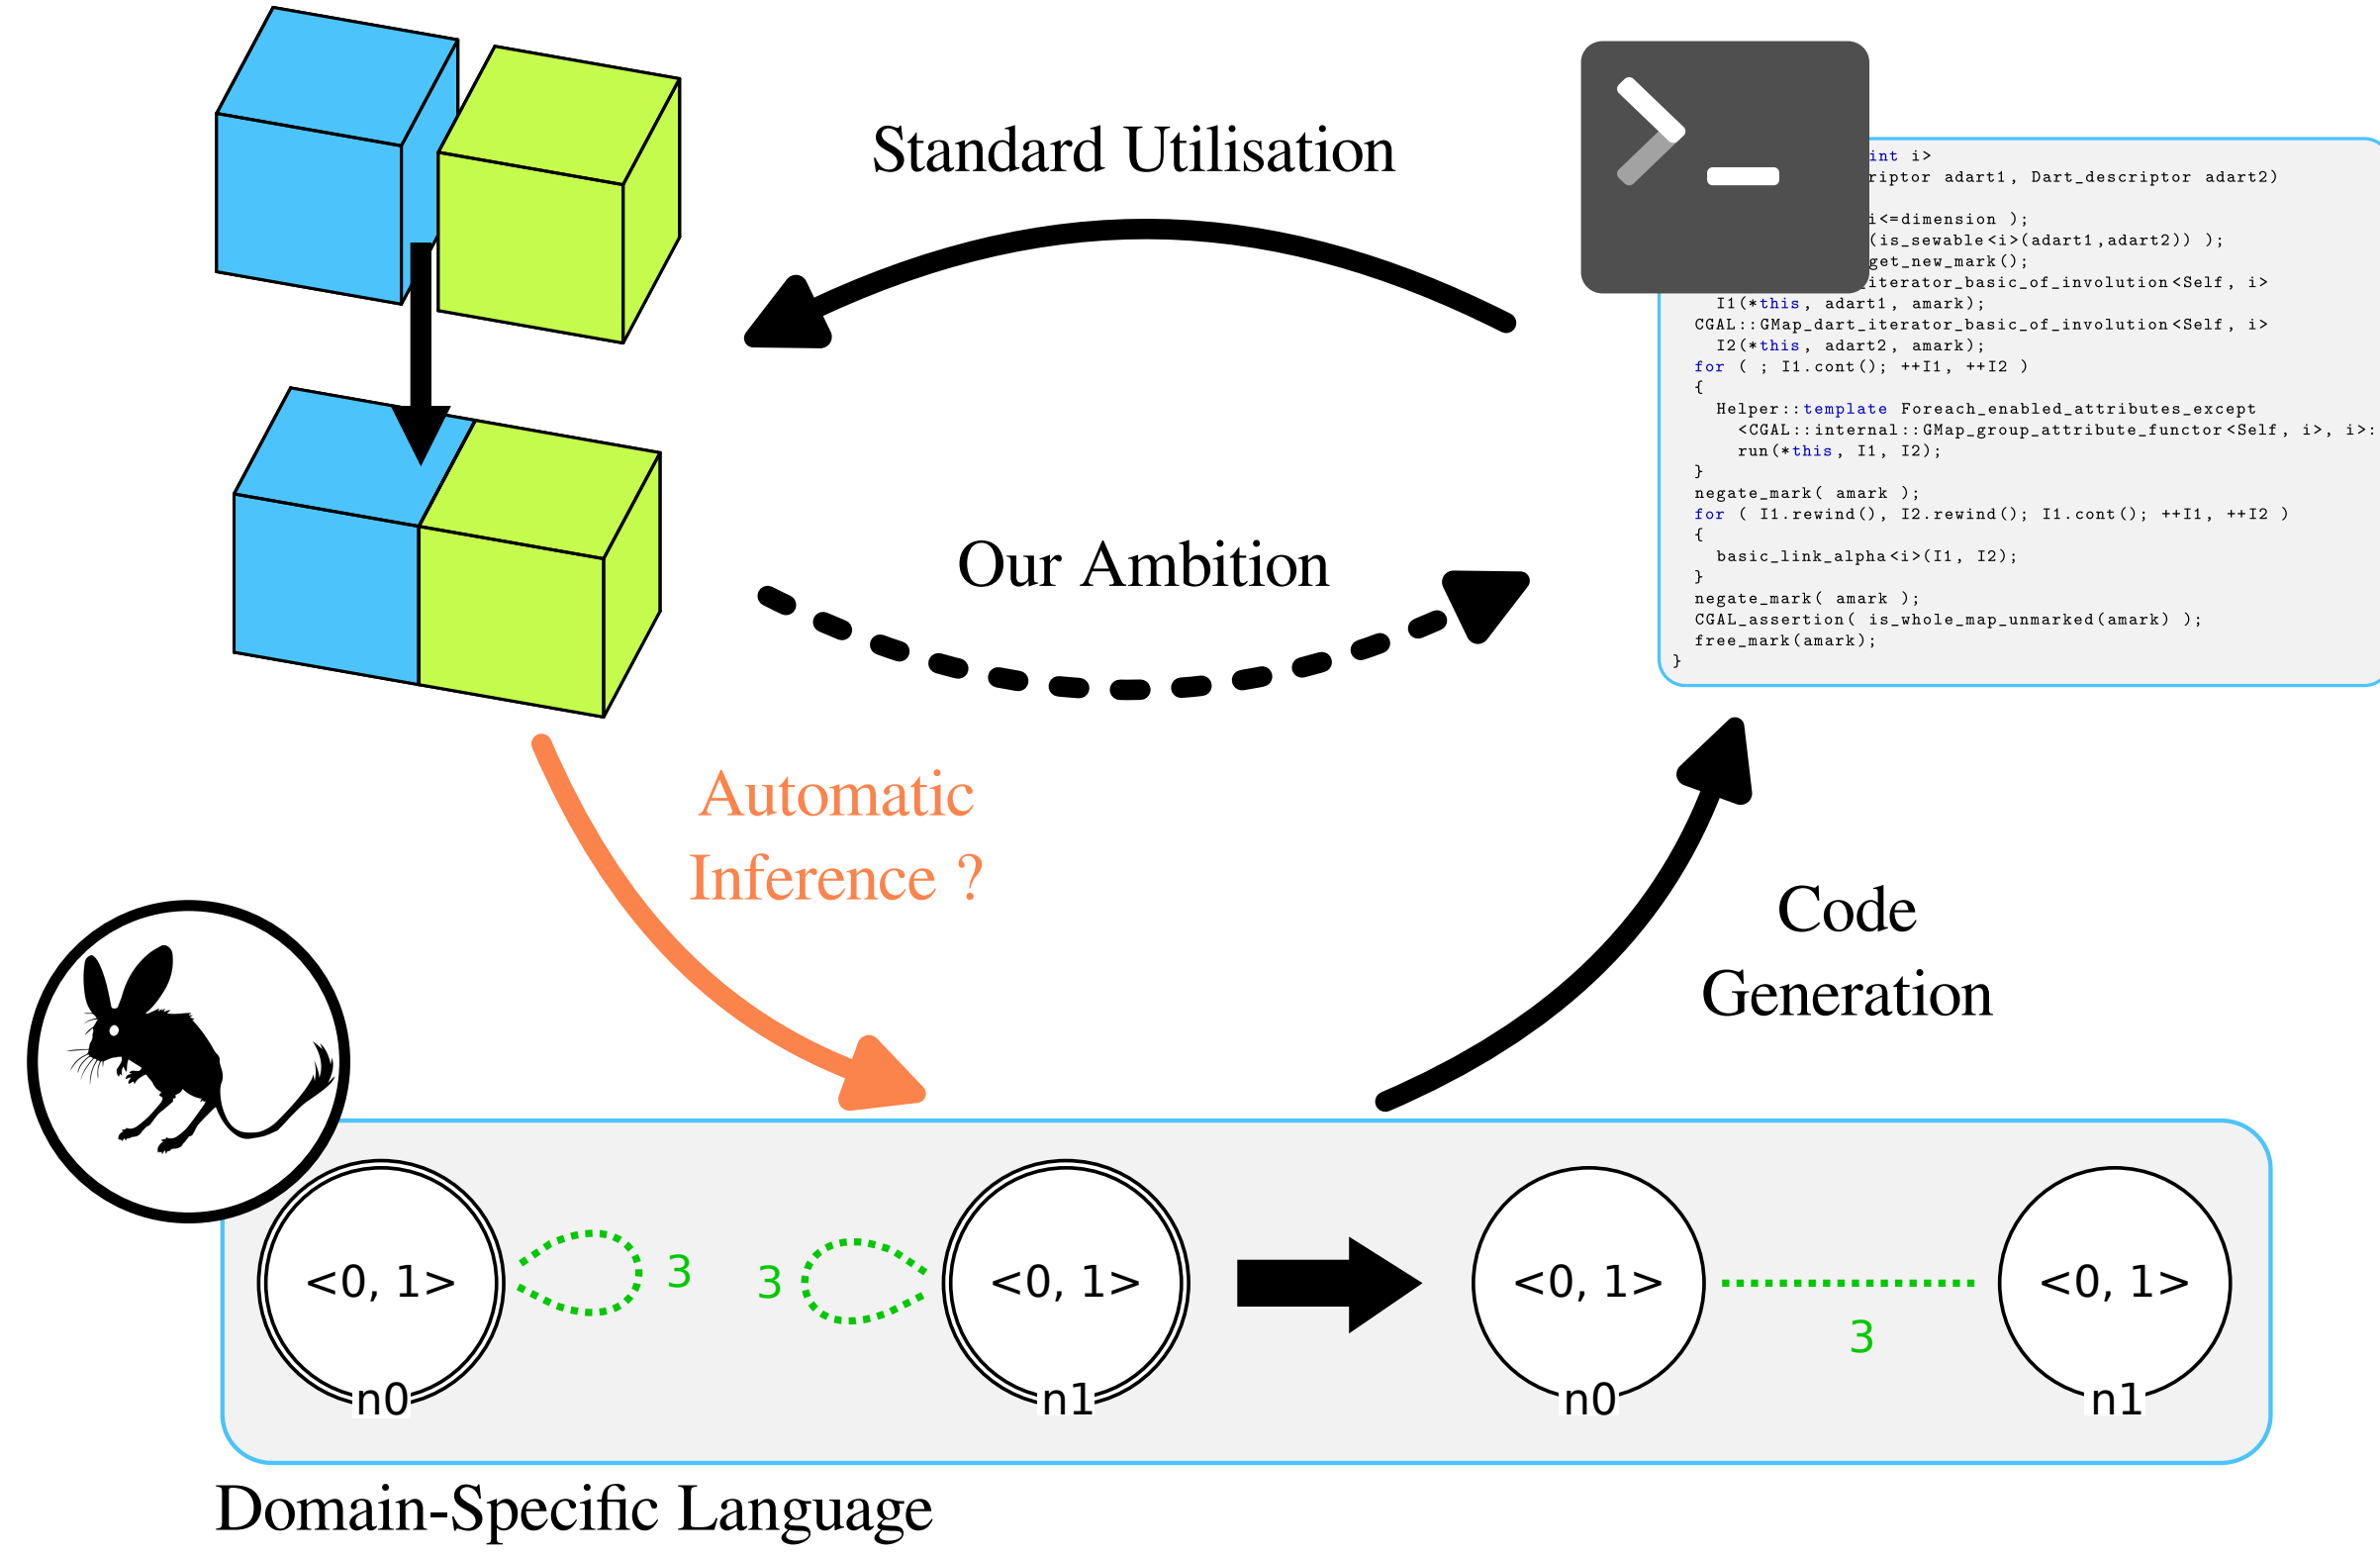 Standard Utilisation
int i>
riptor adart1, Dart_descriptor adart2)
i<=dimension );
(is_sewable<i>(adart1,adart2)) );
get_new_mark();
iterator_basic_of_involution<Self, i>
I1(*this, adart1, amark);
CGAL::GMap_dart_iterator_basic_of_involution<Self, i>
I2(*this, adart2, amark);
for ( ; I1.cont(); ++I1, ++I2 )
{
Helper::template Foreach_enabled_attributes_except
<CGAL::internal::GMap_group_attribute_functor<Self, i>, i>:
run(*this, I1, I2);
}
negate_mark( amark );
for ( I1.rewind(), I2.rewind(); I1.cont(); ++I1, ++I2 )
{
basic_link_alpha<i>(I1, I2);
}
negate_mark( amark );
CGAL_assertion( is_whole_map_unmarked(amark) );
free_mark(amark);
}
Our Ambition
Automatic
Inference ?
Code
Generation
<0, 1>
n0
3
3
<0, 1>
n1
<0, 1>
n0
3
<0, 1>
n1
Domain-Specific Language